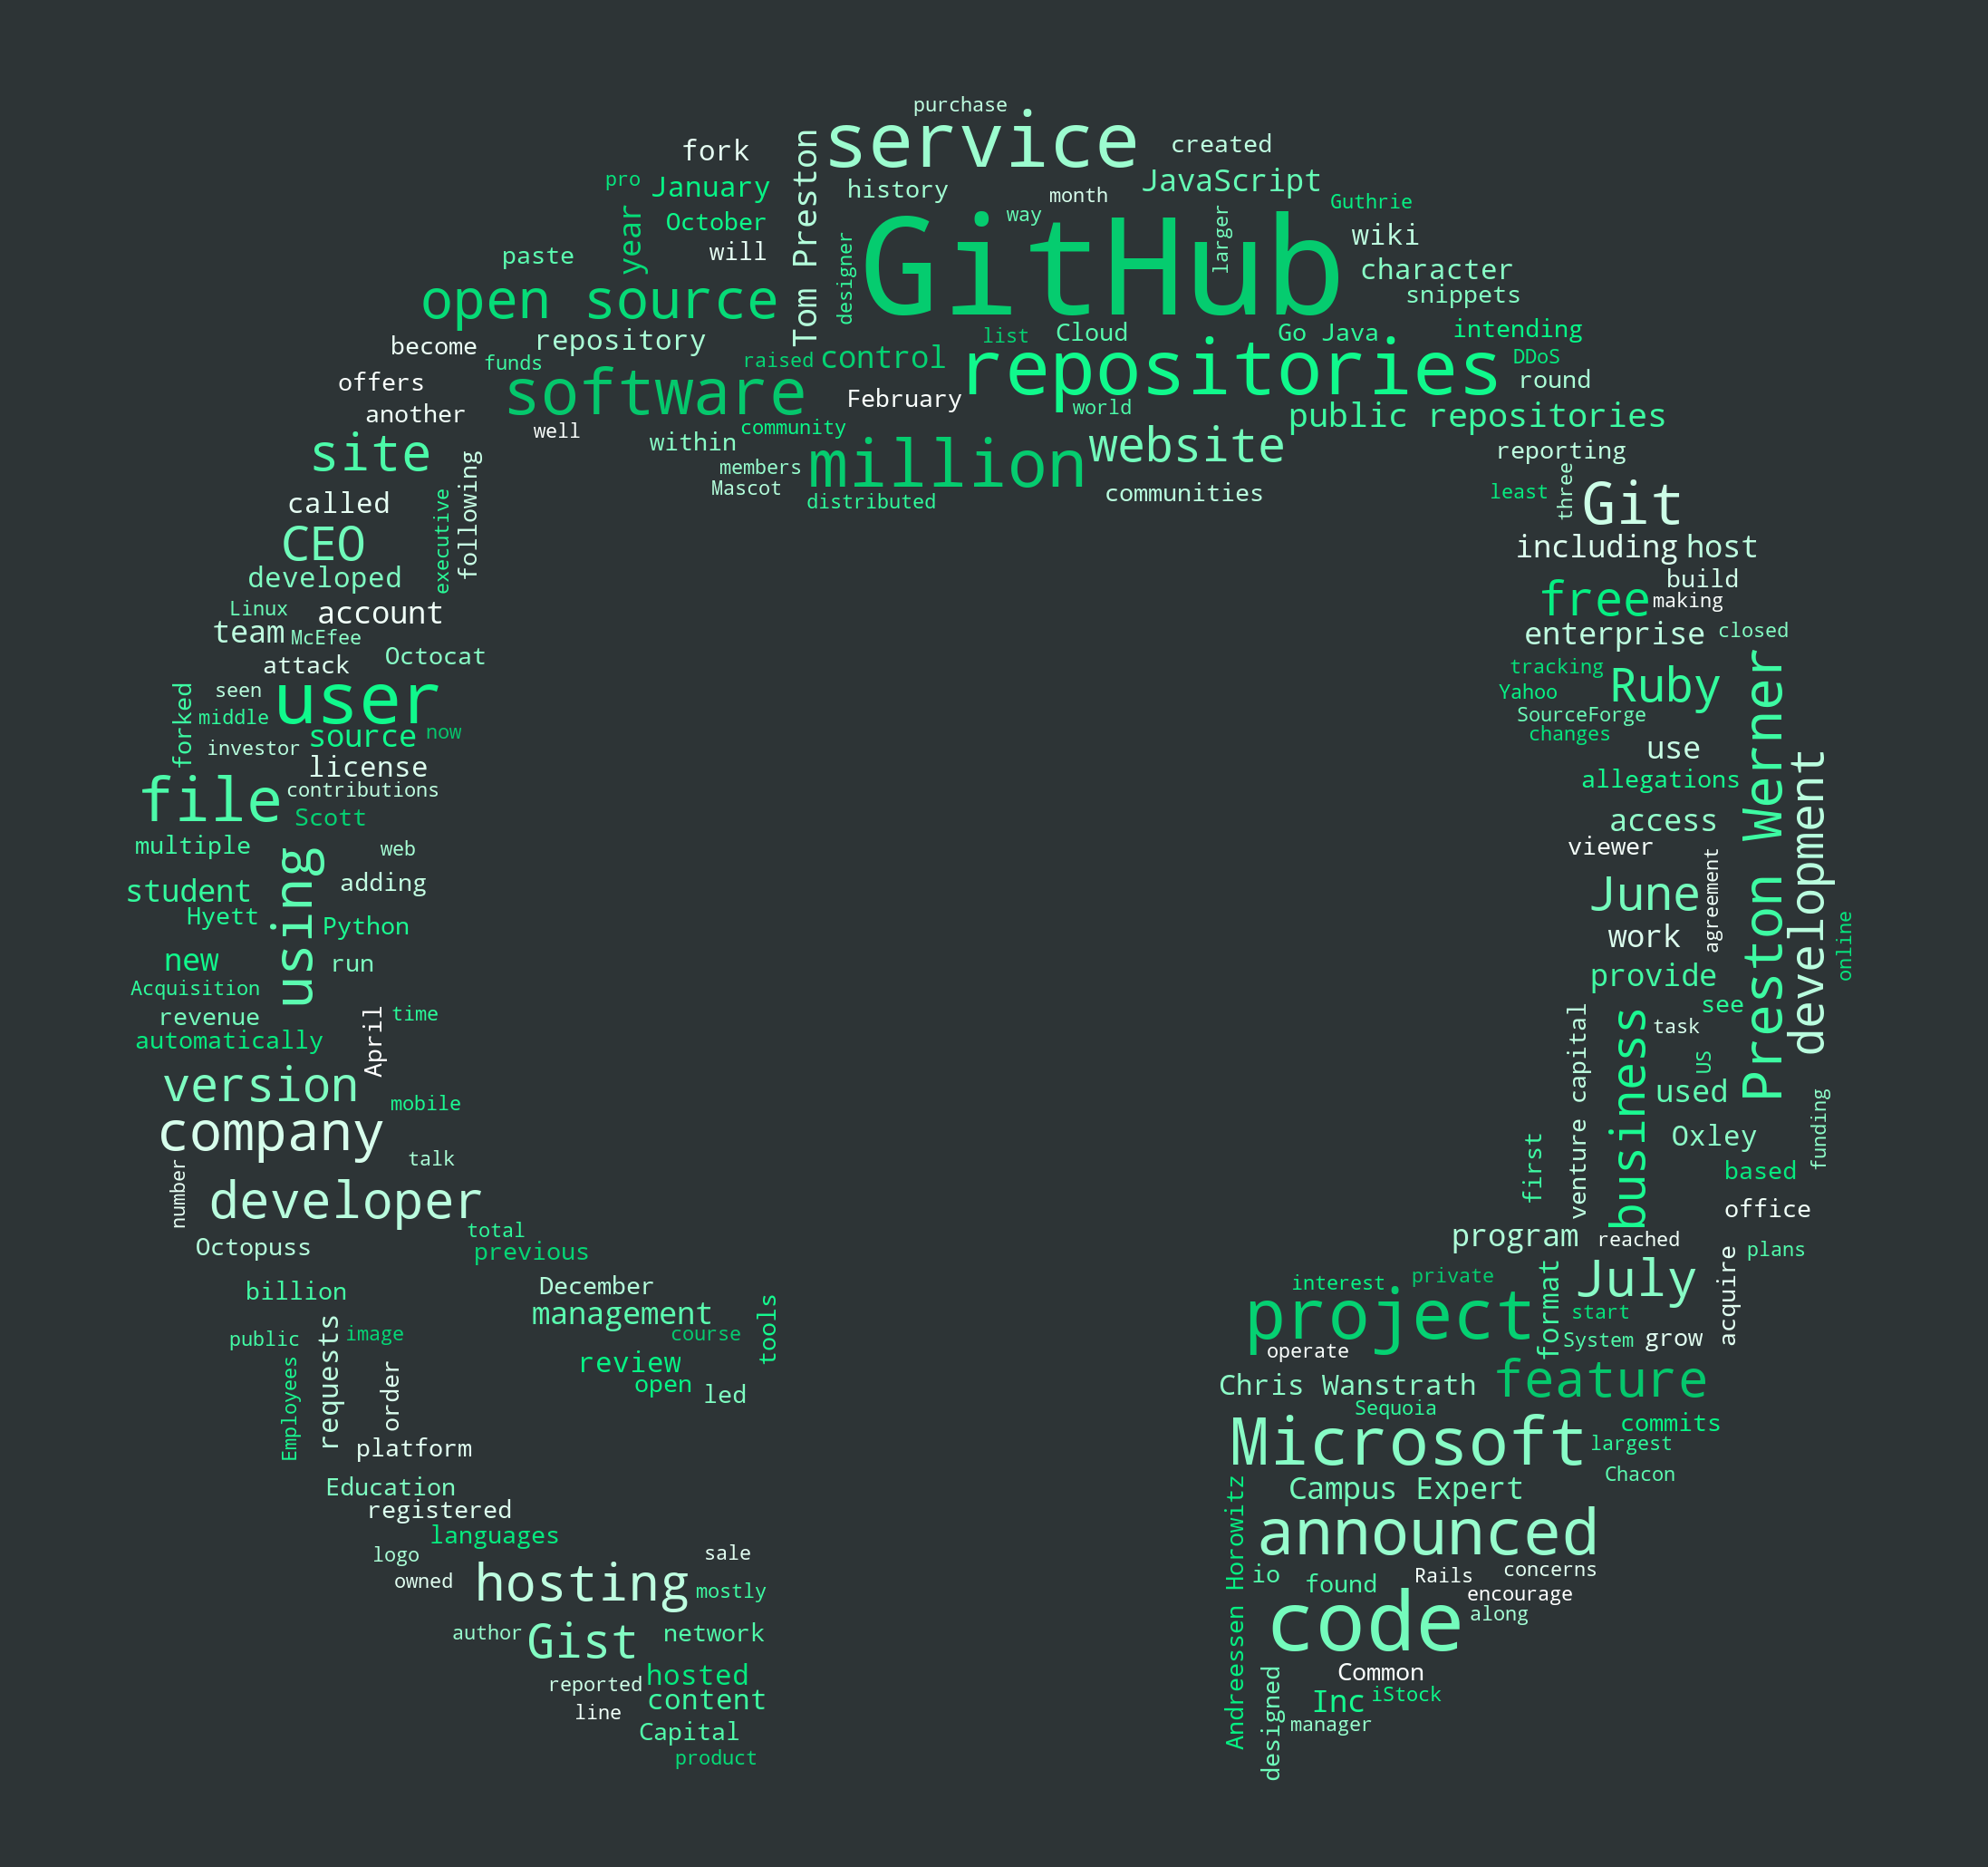 purchase
service
fork
created
Tom Preston
pro
January
history
month
JavaScript
Guthrie
year
October
way
larger
GitHub
wiki
will
designer
paste
character
snippets
open source
repository
list
Cloud
Go Java
intending
become
funds
raised
control
repositories
DDoS
offers
software
round
another
February
world
public repositories
well
community
within
website
reporting
site
members
million
following
Mascot
distributed
communities
least
three
Git
called
executive
CEO
including
host
developed
build
Linux
account
free
making
team
McEfee
enterprise
closed
attack
Octocat
tracking
Preston Werner
seen
user
Yahoo
Ruby
forked
middle
SourceForge
source
now
changes
investor
use
license
development
file
contributions
allegations
Scott
access
multiple
web
viewer
using
student
adding
June
agreement
Hyett
Python
work
online
new
run
provide
Acquisition
see
revenue
April
time
venture capital
business
task
automatically
US
version
mobile
used
company
Oxley
funding
talk
first
based
number
developer
office
total
program
reached
Octopuss
previous
acquire
plans
billion
December
interest
private
July
management
tools
project
format
start
public
requests
image
course
System
grow
Employees
order
review
operate
open
led
Chris Wanstrath
feature
Sequoia
commits
platform
Microsoft
largest
Chacon
Education
Andreessen Horowitz
Campus Expert
registered
languages
announced
logo
sale
owned
hosting
mostly
io
found
Rails
concerns
encourage
author
Gist
network
code
along
reported
hosted
designed
Common
line
content
Inc
iStock
Capital
manager
product